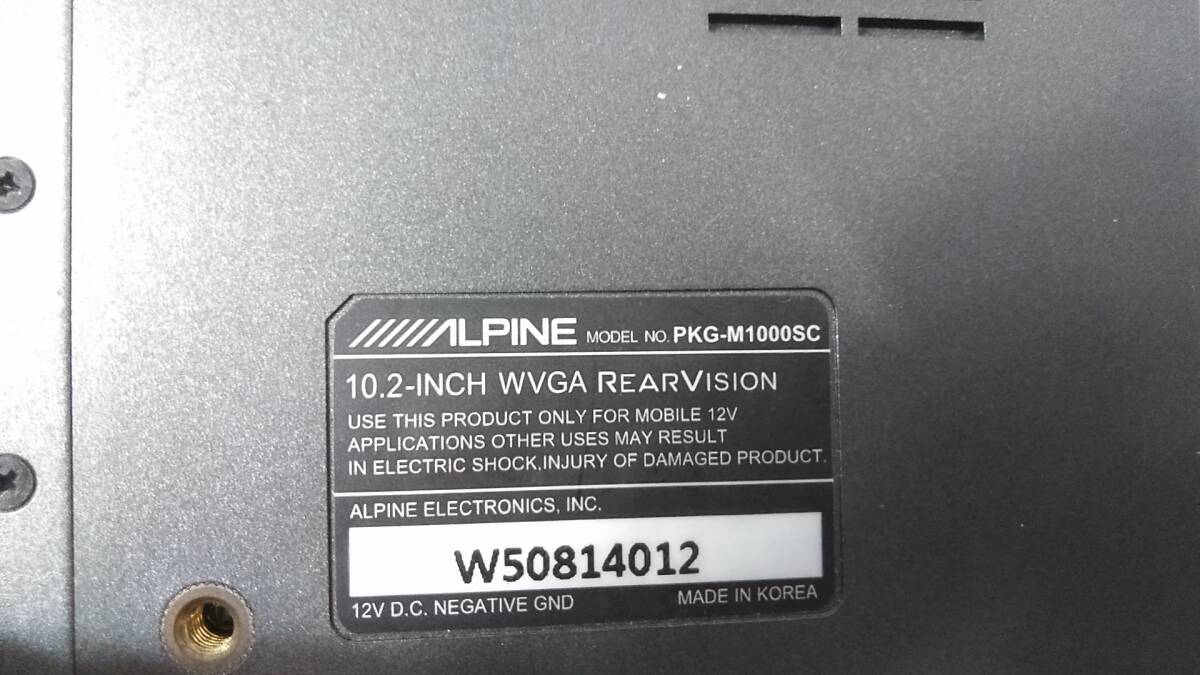 ALPINE MODEL NO. PKG-M1000SC
10.2-INCH WVGA REARVISION
USE THIS PRODUCT ONLY FOR MOBILE 12V
APPLICATIONS OTHER USES MAY RESULT
IN ELECTRIC SHOCK,INJURY OF DAMAGED PRODUCT.
ALPINE ELECTRONICS, INC.
W50814012
12V D.C. NEGATIVE GND MADE IN KOREA